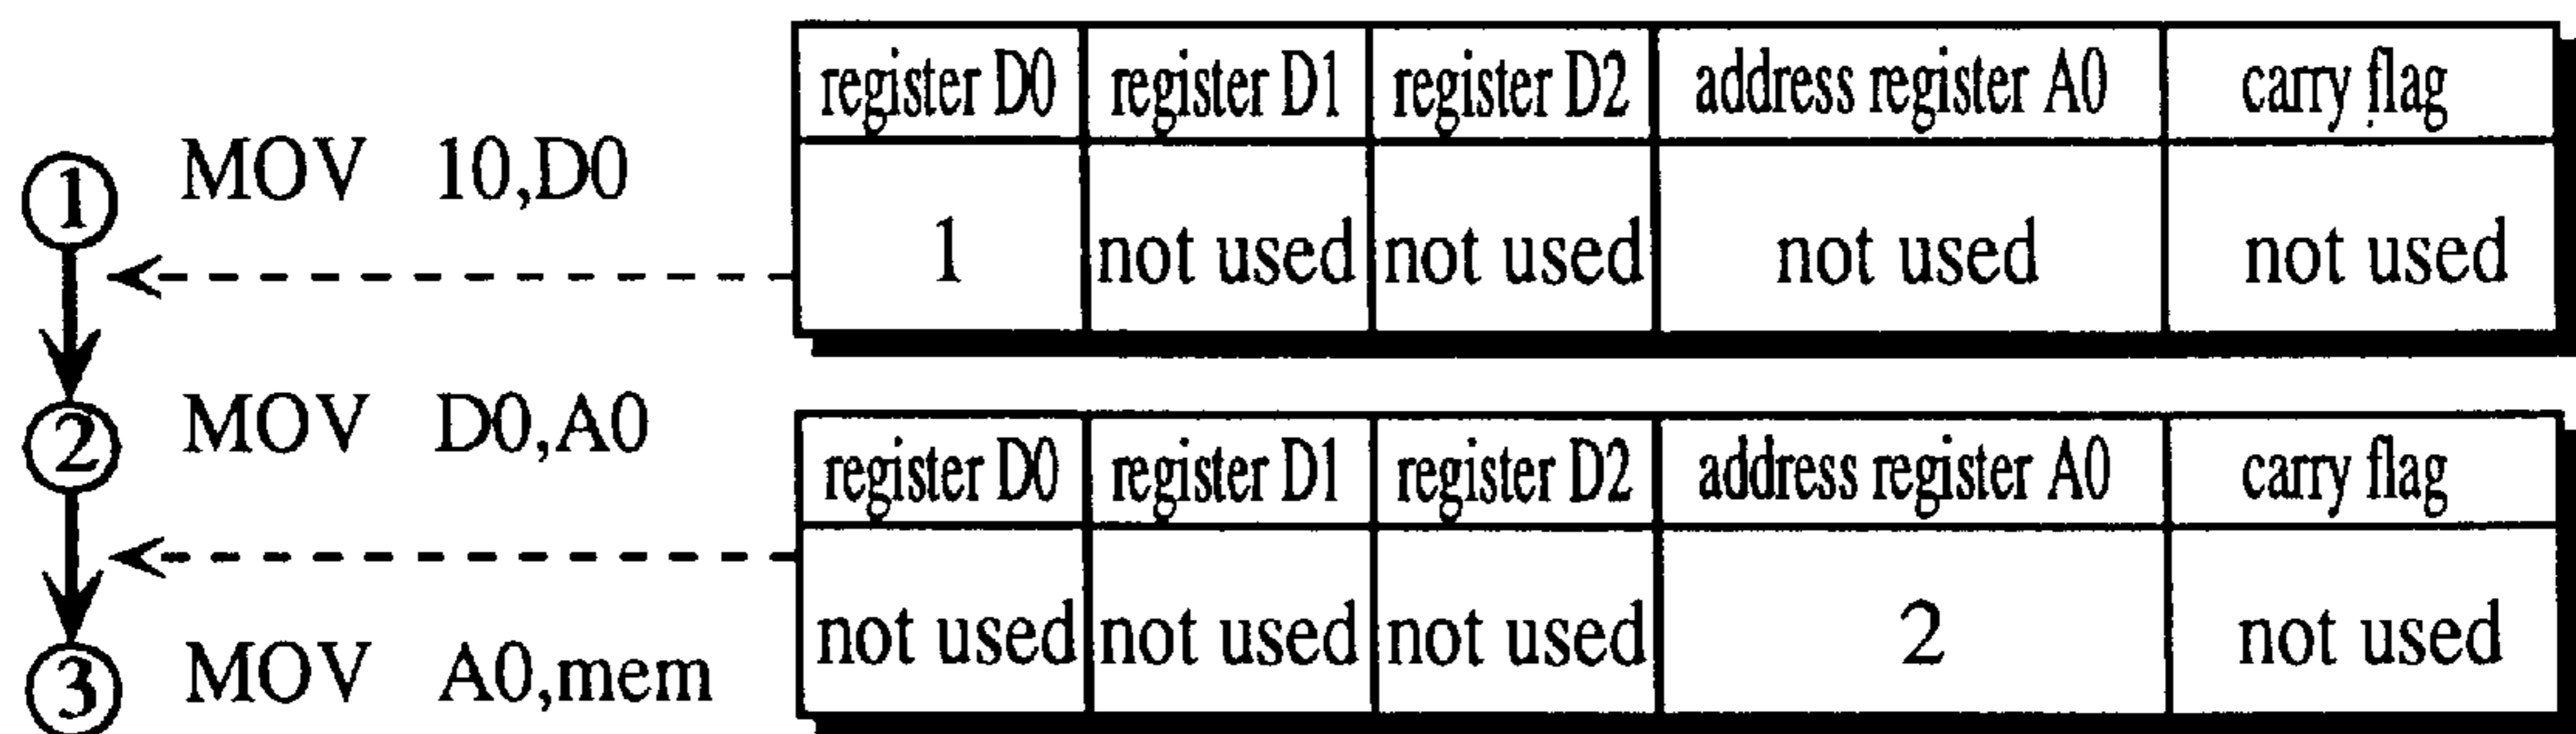 register D0 register D1 register D2 address register A0 carry flag
① MOV 10,D0
1 not used not used not used not used
② MOV D0,A0
register D0 register D1 register D2 address register A0 carry flag
③ MOV A0,mem
not used not used not used 2 not used